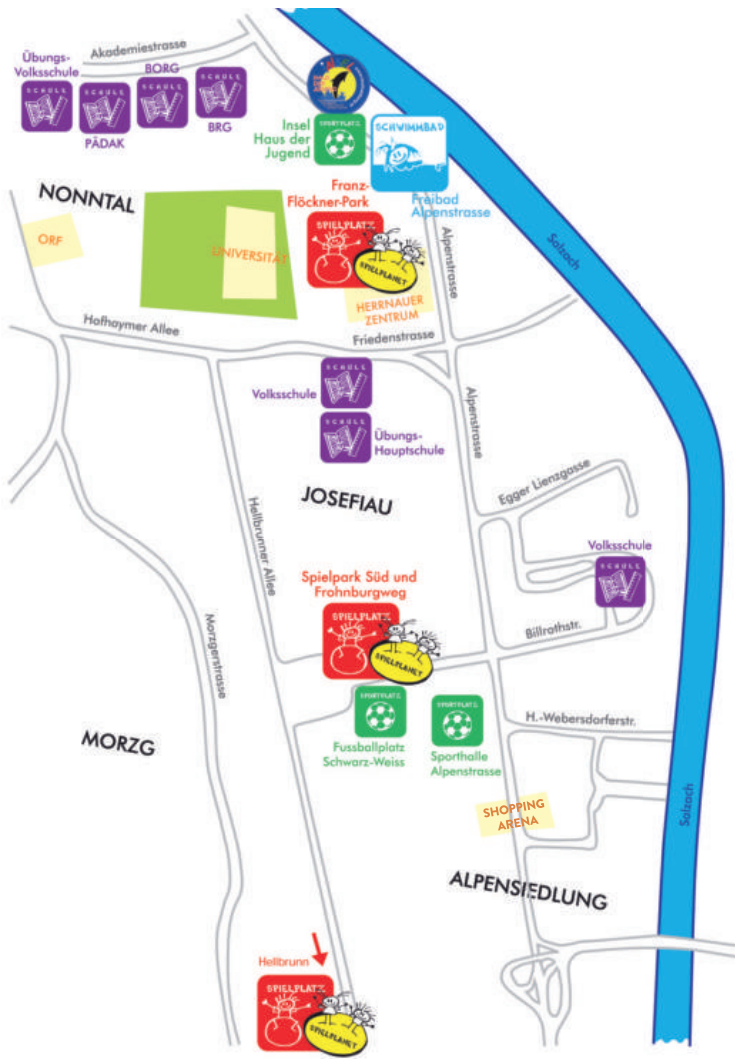 Akademiestrasse
Übungs-
Volksschule
BORG
SCHULE
SCHULE
SCHULE
SCHULE
PÄDAK
BRG
Insel
Haus der
Jugend
SPORTPLATZ
SCHWIMMBAD
Freibad
Alpenstrasse
NONNTAL
Franz-
Flöckner-Park
SPIELPLATZ
SPIELPLANET
ORF
UNIVERSITÄT
HERRNAUER
ZENTRUM
Alpenstrasse
Salzach
Hofhaymer Allee
Friedenstrasse
Volksschule
SCHULE
SCHULE
Übungs-
Hauptschule
Alpenstrasse
JOSEFIAU
Egger Lienzgasse
Hellbrunner Allee
Volksschule
SCHULE
Spielpark Süd und
Frohnburgweg
SPIELPLATZ
SPIELPLANET
Billrothstr.
Morzgerstrasse
SPORTPLATZ
SPORTPLATZ
H.-Webersdorferstr.
MORZG
Fussballplatz
Schwarz-Weiss
Sporthalle
Alpenstrasse
SHOPPING
ARENA
Salzach
ALPENSIEDLUNG
Hellbrunn
SPIELPLATZ
SPIELPLANET